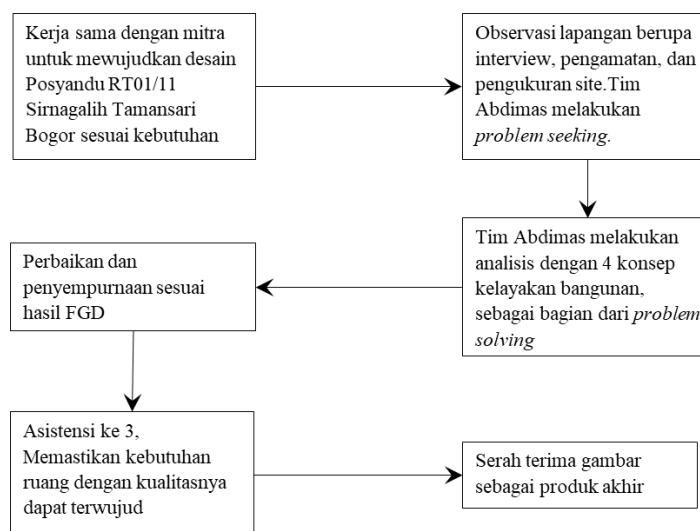 Kerja sama dengan mitra
untuk mewujudkan desain
Posyandu RT01/11
Sirnagalih Tamansari
Bogor sesuai kebutuhan
Observasi lapangan berupa
interview, pengamatan, dan
pengukuran site.Tim
Abdimas melakukan
problem seeking.
Tim Abdimas melakukan
analisis dengan 4 konsep
kelayakan bangunan,
sebagai bagian dari problem
solving
Perbaikan dan
penyempurnaan sesuai
hasil FGD
Asistensi ke 3,
Memastikan kebutuhan
ruang dengan kualitasnya
dapat terwujud
Serah terima gambar
sebagai produk akhir